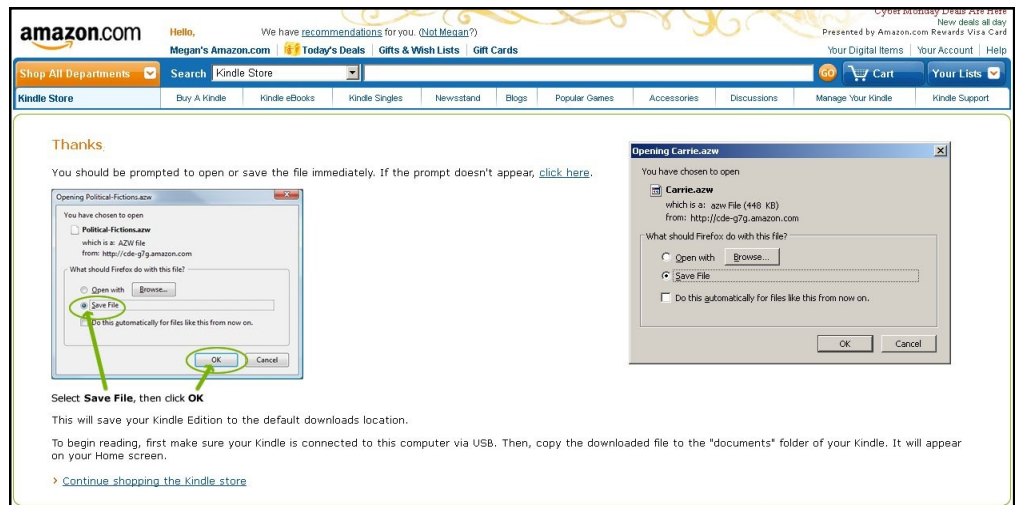 Cyber Monday Deals Are Here
New deals all day
Presented by Amazon.com Rewards Visa Card
amazon.com
Hello,
We have recommendations for you. (Not Megan?)
Megan's Amazon.com
Today's Deals
Gifts & Wish Lists
Gift Cards
Your Digital Items
Your Account
Help
Shop All Departments
Search
Kindle Store
GO
Cart
Your Lists
Kindle Store
Buy A Kindle
Kindle eBooks
Kindle Singles
Newsstand
Blogs
Popular Games
Accessories
Discussions
Manage Your Kindle
Kindle Support
Thanks.
You should be prompted to open or save the file immediately. If the prompt doesn't appear, click here.
Opening Political-Fictions.azw
You have chosen to open
Political-Fictions.azw
which is a: AZW file
from: http://cde-g7g.amazon.com
What should Firefox do with this file?
Open with
Browse...
Save File
Do this automatically for files like this from now on.
OK
Cancel
Select Save File, then click OK
Opening Carrie.azw
You have chosen to open
Carrie.azw
which is a: azw File (448 KB)
from: http://cde-g7g.amazon.com
What should Firefox do with this file?
Open with
Browse...
Save File
Do this automatically for files like this from now on.
OK
Cancel
This will save your Kindle Edition to the default downloads location.
To begin reading, first make sure your Kindle is connected to this computer via USB. Then, copy the downloaded file to the "documents" folder of your Kindle. It will appear
on your Home screen.
Continue shopping the Kindle store